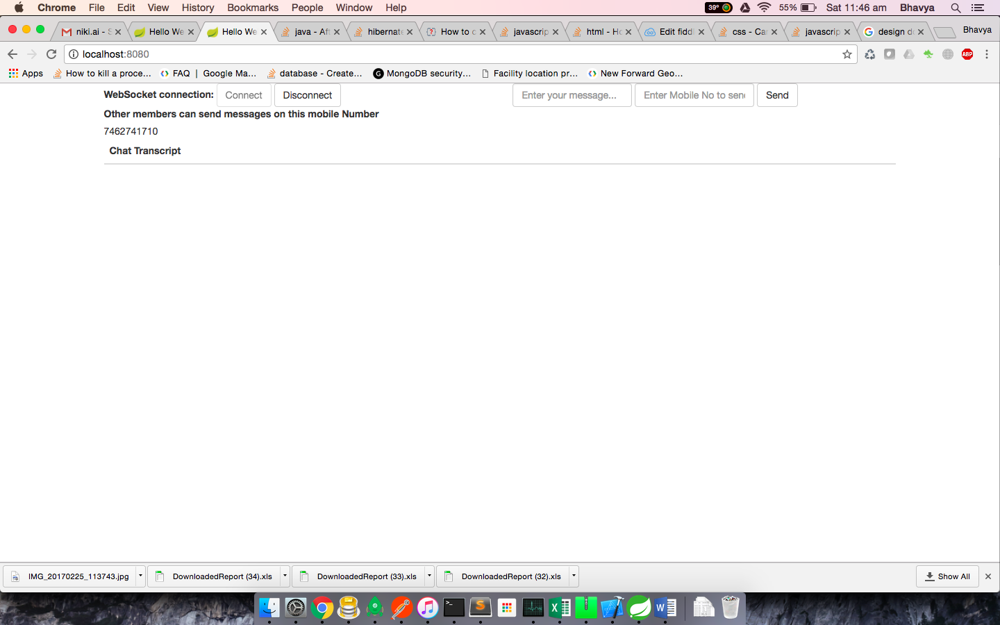 Chrome File Edit View History Bookmarks People Window Help 39° 55% Sat 11:46 am Bhavya
niki.ai - S Hello We Hello We java - Aft hibernate How to c javascrip html - Ho Edit fiddl css - Ca javascrip design d Bhavya
localhost:8080 ABP
Apps How to kill a proce... FAQ | Google Ma... database - Create... MongoDB security... Facility location pr... New Forward Geo...
WebSocket connection: Connect Disconnect Enter your message... Enter Mobile No to send Send
Other members can send messages on this mobile Number
7462741710
Chat Transcript
IMG_20170225_113743.jpg DownloadedReport (34).xls DownloadedReport (33).xls DownloadedReport (32).xls Show All